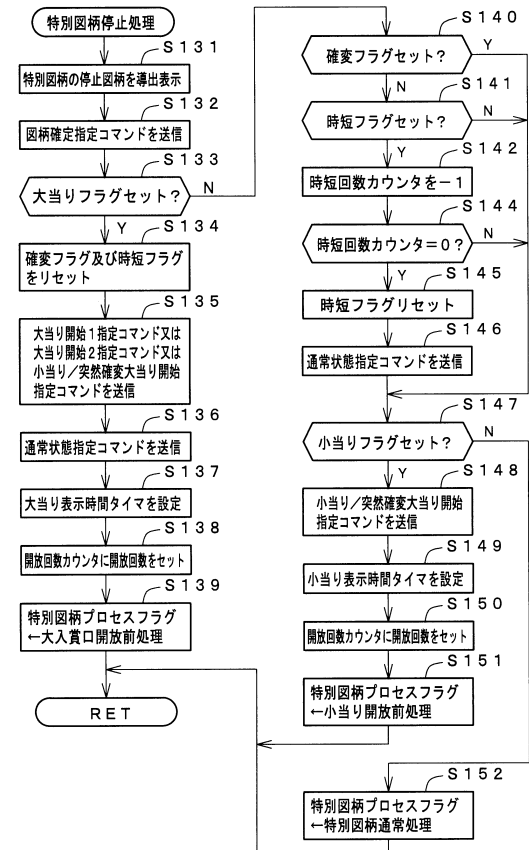 特別図柄停止処理
S131
特別図柄の停止図柄を導出表示
S132
図柄確定指定コマンドを送信
S133
大当りフラグセット?
N
Y
S134
確変フラグ及び時短フラグ
をリセット
S135
大当り開始1指定コマンド又は
大当り開始2指定コマンド又は
小当り/突然確変大当り開始
指定コマンドを送信
S136
通常状態指定コマンドを送信
S137
大当り表示時間タイマを設定
S138
開放回数カウンタに開放回数をセット
S139
特別図柄プロセスフラグ
←大入賞口開放前処理
RET
S140
確変フラグセット?
Y
N
S141
時短フラグセット?
N
Y
S142
時短回数カウンタを-1
S144
時短回数カウンタ=0?
N
Y
S145
時短フラグリセット
S146
通常状態指定コマンドを送信
S147
小当りフラグセット?
N
Y
S148
小当り/突然確変大当り開始
指定コマンドを送信
S149
小当り表示時間タイマを設定
S150
開放回数カウンタに開放回数をセット
S151
特別図柄プロセスフラグ
←小当り開放前処理
S152
特別図柄プロセスフラグ
←特別図柄通常処理